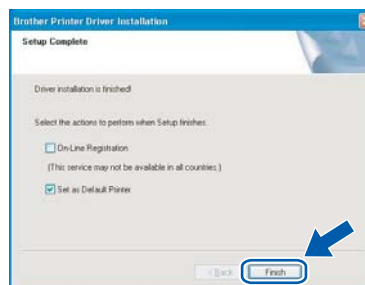 Brother Printer Driver Installation
Setup Complete
Driver installation is finished!
Select the actions to perform when Setup finishes.
On-Line Registration
(This service may not be available in all countries.)
Set as Default Printer
< Back
Finish